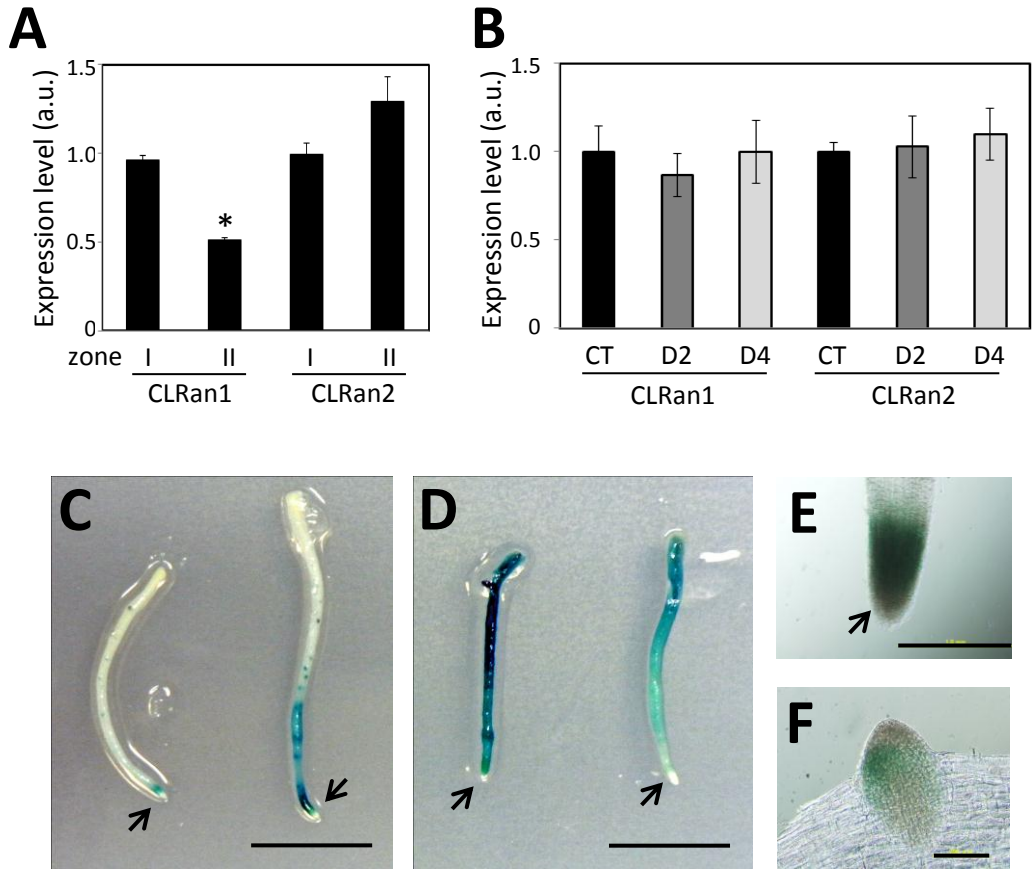 A
Expression level (a.u.)
1.5
1.0
0.5
0
*
zone I II I II
CLRan1 CLRan2
B
Expression level (a.u.)
1.5
1.0
0.5
0
CT D2 D4 CT D2 D4
CLRan1 CLRan2
C
D
E
F